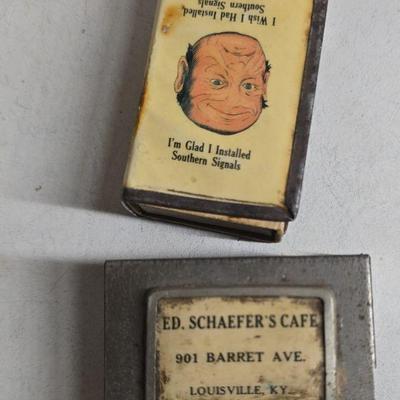 I Wish I Had Installed,
Southern Signals
I'm Glad I Installed
Southern Signals
ED. SCHAEFER'S CAFE
901 BARRET AVE.
LOUISVILLE, KY.